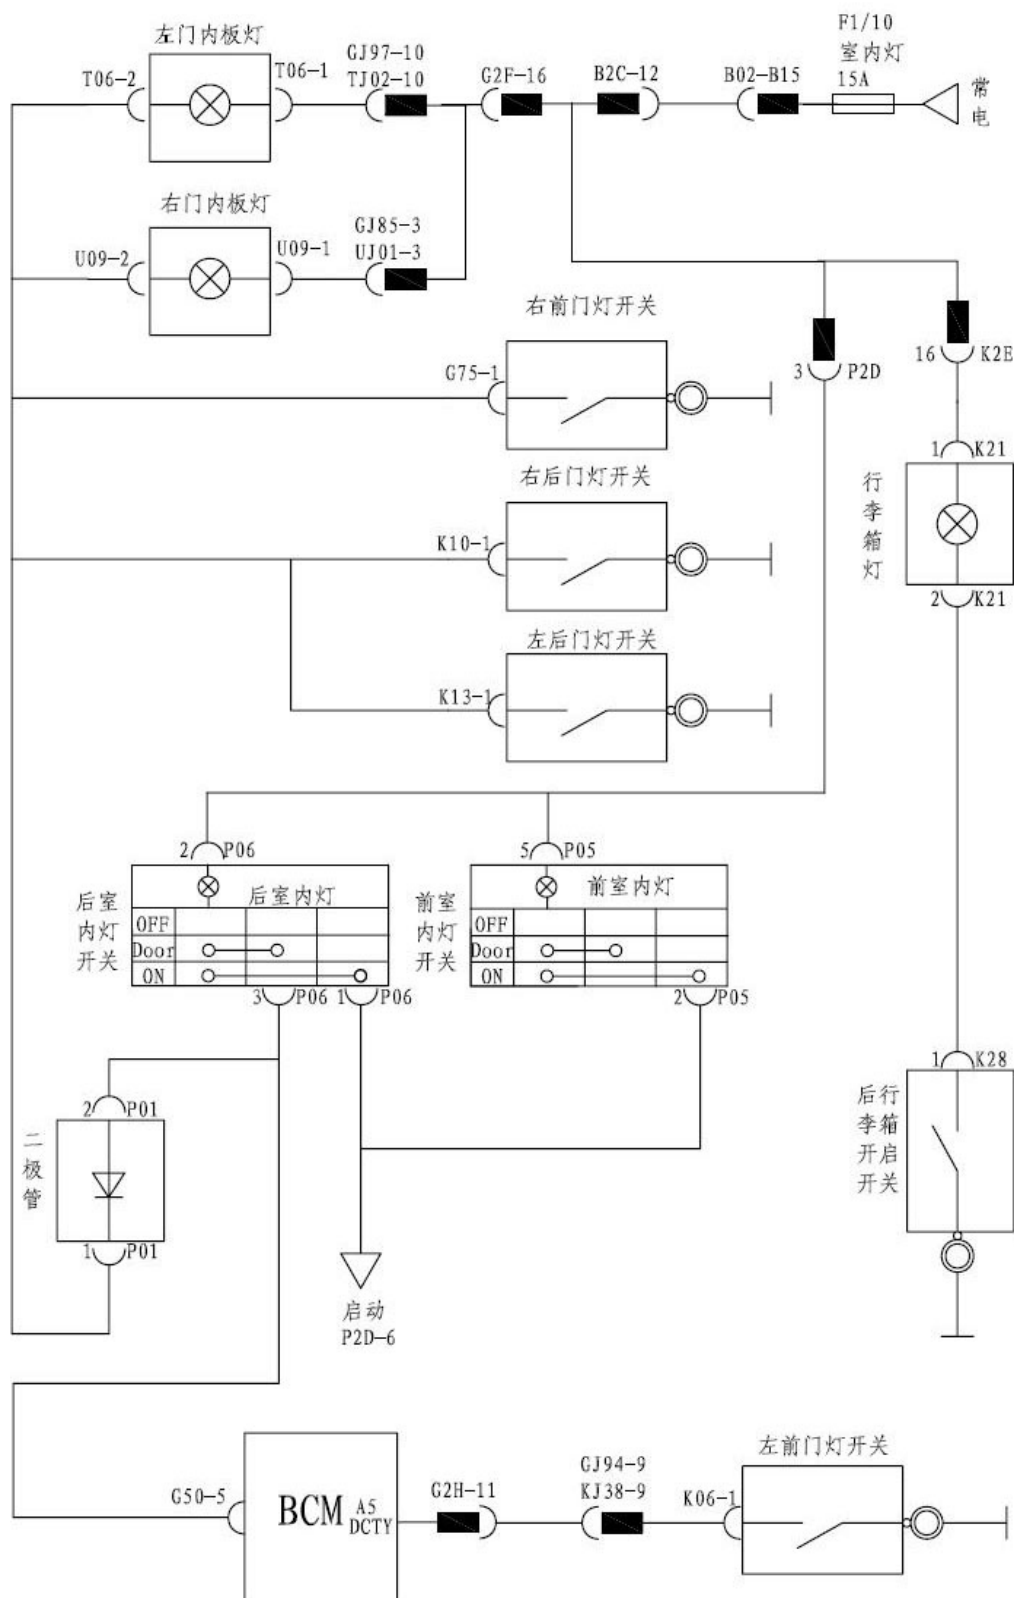 左门内板灯
T06-2
T06-1
GJ97-10
TJ02-10
G2F-16
B2C-12
B02-B15
F1/10
室内灯
15A
常电
右门内板灯
U09-2
U09-1
GJ85-3
UJ01-3
右前门灯开关
G75-1
3 P2D
16 K2E
右后门灯开关
K10-1
1 K21
行李箱灯
2 K21
左后门灯开关
K13-1
2 P06
5 P05
后室内灯开关
后室内灯
OFF
Door
ON
3 P06
1 P06
前室内灯开关
前室内灯
OFF
Door
ON
2 P05
2 P01
二极管
1 P01
启动
P2D-6
1 K28
后行李箱开启开关
G50-5
BCM
A5
DCTY
G2H-11
GJ94-9
KJ38-9
K06-1
左前门灯开关